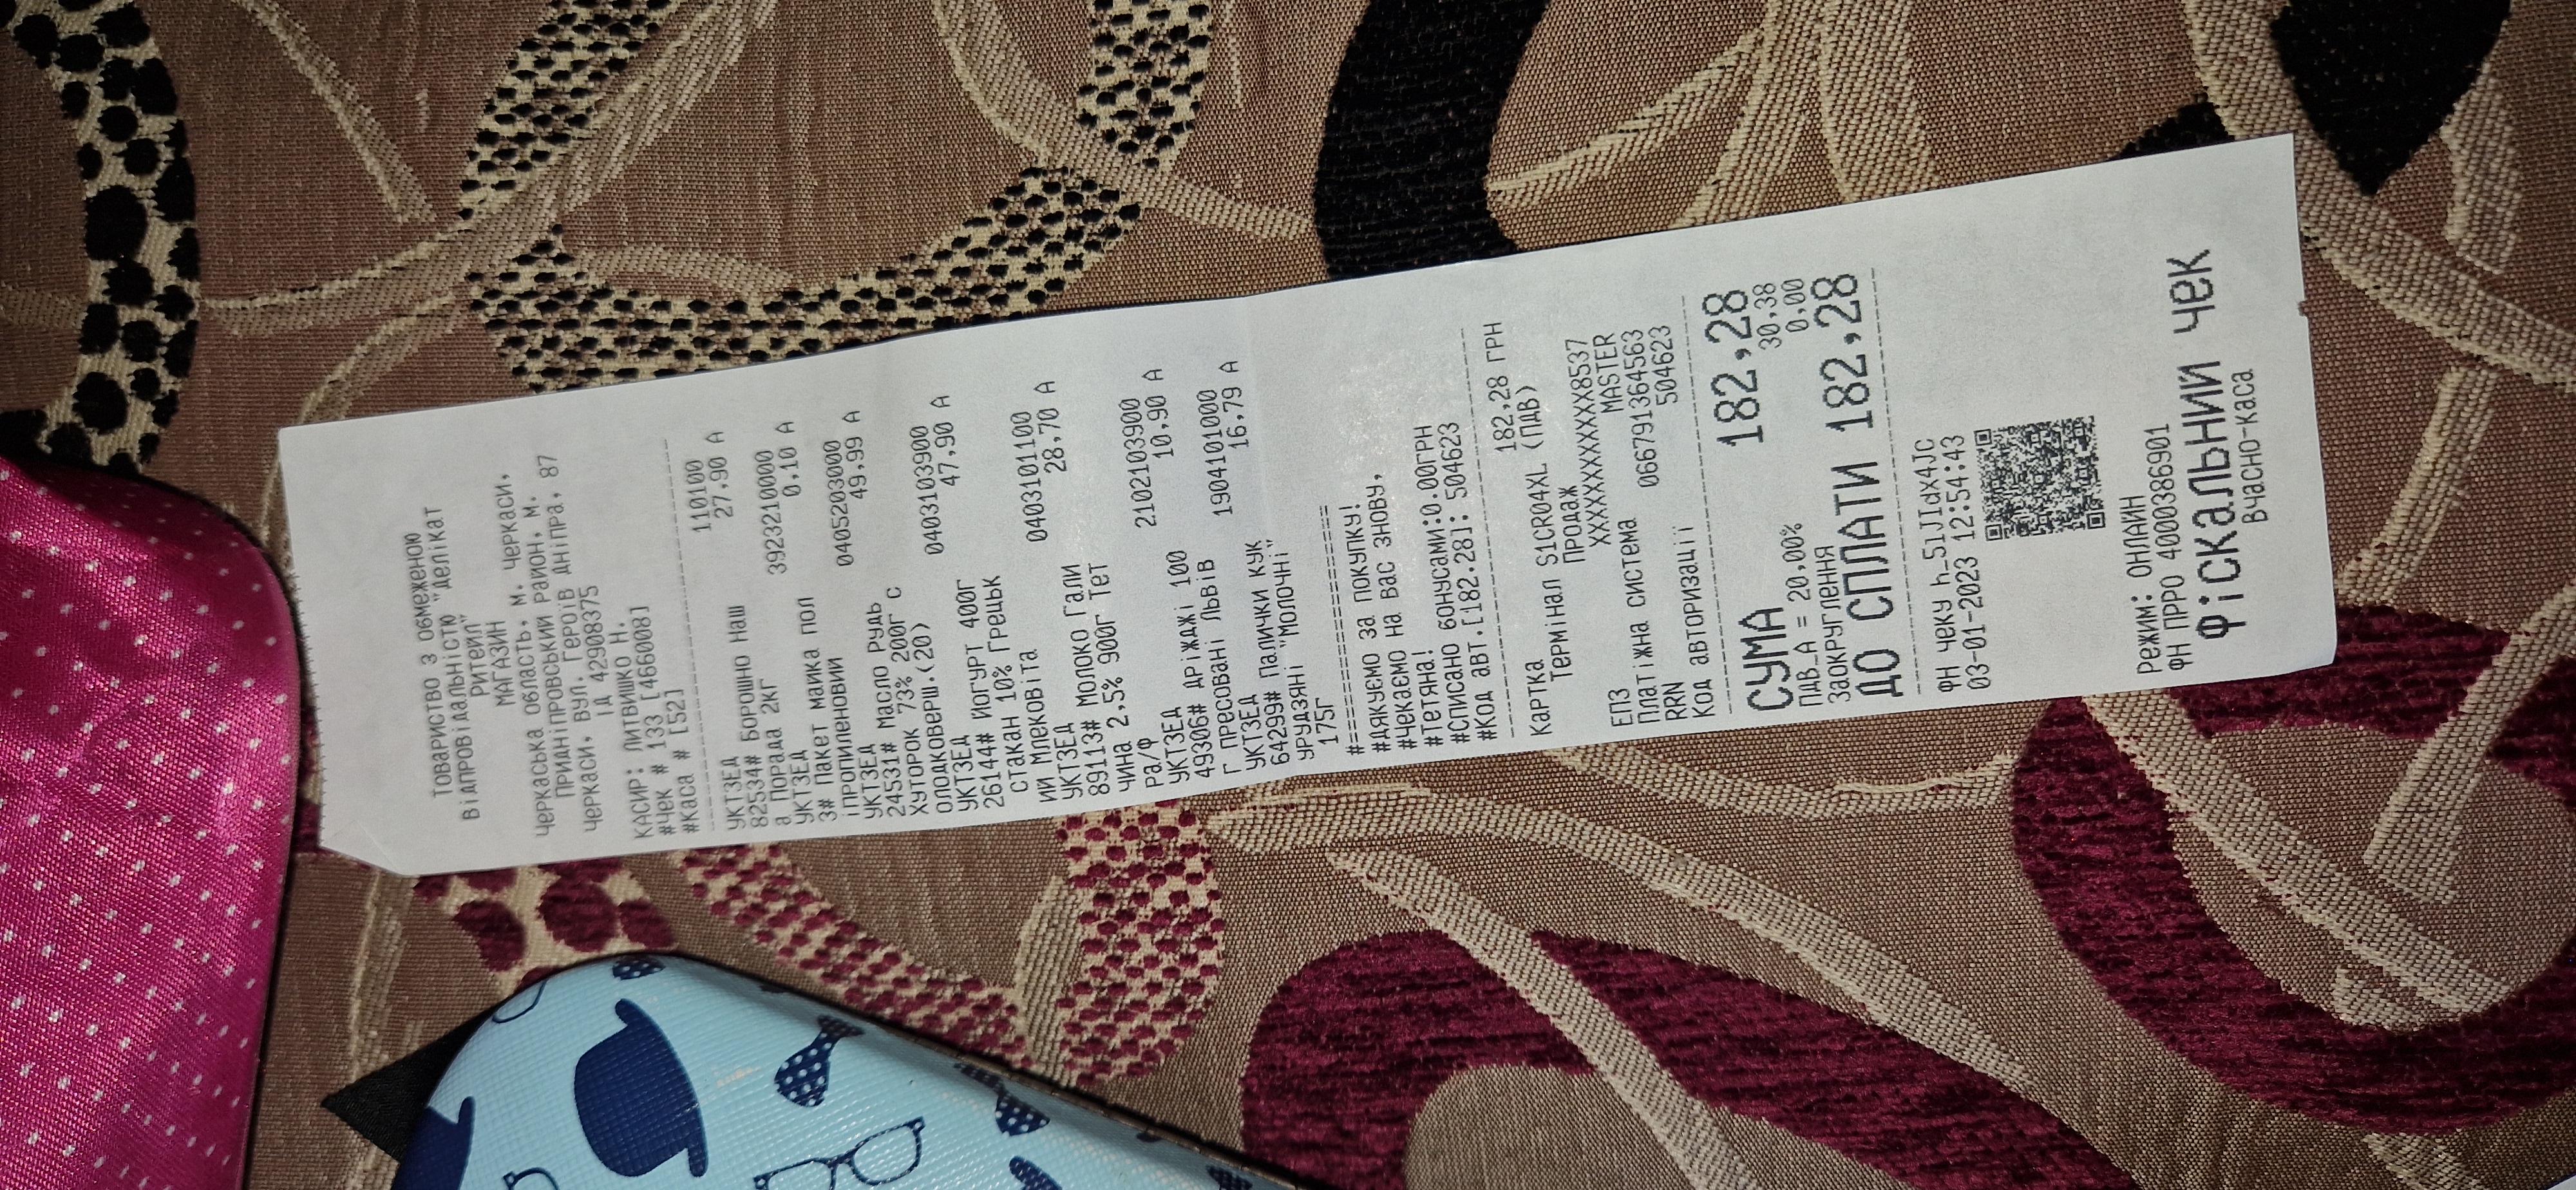 ТОВАРИСТВО З ОБМЕЖЕНОЮ
ВІДПОВІДАЛЬНІСТЮ "ДЕЛІКАТ
РИТЕЙЛ"
МАГАЗИН
ЧЕРКАСЬКА ОБЛАСТЬ, М. ЧЕРКАСИ,
ПРИДНІПРОВСЬКИЙ РАЙОН, М.
ЧЕРКАСИ, ВУЛ. ГЕРОЇВ ДНІПРА, 87
ІД 42908375
КАСИР: ЛИТВИШКО Н.
#Чек # 133 [466008]
#КАСА # [52]
УКТЗЕД 110100
82534# БОРОШНО Наш 27,90 А
а Порада 2КГ
УКТЗЕД 3923210000
3# Пакет майка пол 0,10 А
іпропиленовий
УКТЗЕД 0405203000
24531# Масло РУДЬ 49,99 А
Хуторок 73% 200г С
олодковерш.(20)
УКТЗЕД 0403103900
26144# Йогурт 400г 47,90 А
стакан 10% Грецьк
ий Млековіта
УКТЗЕД 0403101100
89113# Молоко Гали 28,70 А
чина 2,5% 900г Тет
ра/Ф
УКТЗЕД 2102103900
49306# Дріжджі 100 10,90 А
г пресовані Львів
УКТЗЕД 1904101000
64299# Палички кук 16,79 А
урудзяні "Молочні"
175г
#==============================
#ДЯКУЄМО ЗА ПОКУПКУ!
#ЧЕКАЄМО НА ВАС ЗНОВУ,
#Тетяна!
#Списано бонусами:0.00ГРН
#Код авт.[182.28]: 504623
КАРТКА 182,28 ГРН
Термінал S1CR04XL (ПДВ)
Продаж
ЕПЗ XXXXXXXXXXXX8537
Платіжна система MASTER
RRN 066791364563
Код авторизації 504623
СУМА 182,28
ПДВ_А = 20,00% 30,38
Заокруглення 0,00
ДО СПЛАТИ 182,28
ФН чеку h_51JIdx4Jc
03-01-2023 12:54:43
Режим: ОНЛАЙН
ФН ПРРО 4000386901
Фіскальний чек
Вчасно-каса